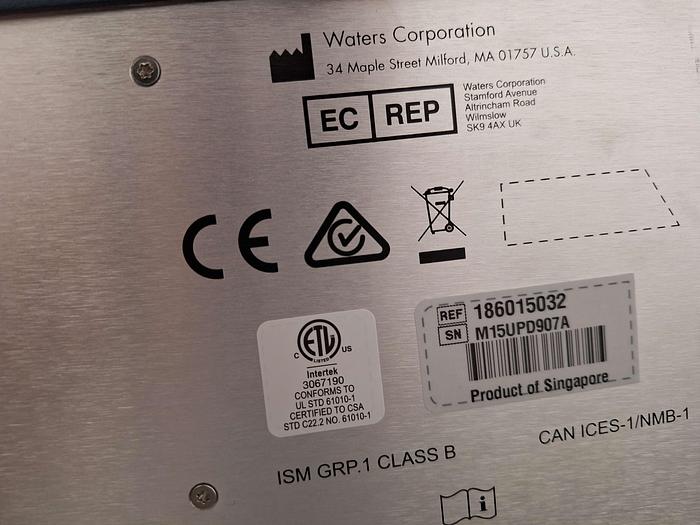 Waters Corporation
34 Maple Street Milford, MA 01757 U.S.A.
EC REP
Waters Corporation
Stamford Avenue
Altrincham Road
Wilmslow
SK9 4AX UK
CE
ETL
C US
LISTED
Intertek
3067190
CONFORMS TO
UL STD 61010-1
CERTIFIED TO CSA
STD C22.2 NO. 61010-1
REF 186015032
SN M15UPD907A
Product of Singapore
ISM GRP.1 CLASS B
CAN ICES-1/NMB-1
i